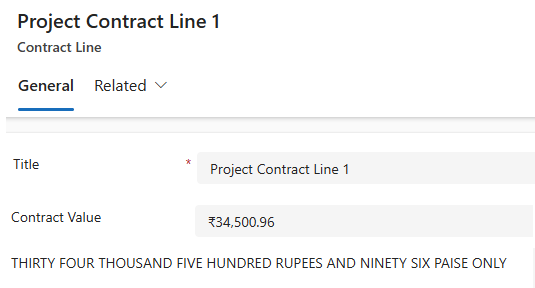 Project Contract Line 1
Contract Line
General Related
Title * Project Contract Line 1
Contract Value ₹34,500.96
THIRTY FOUR THOUSAND FIVE HUNDRED RUPEES AND NINETY SIX PAISE ONLY